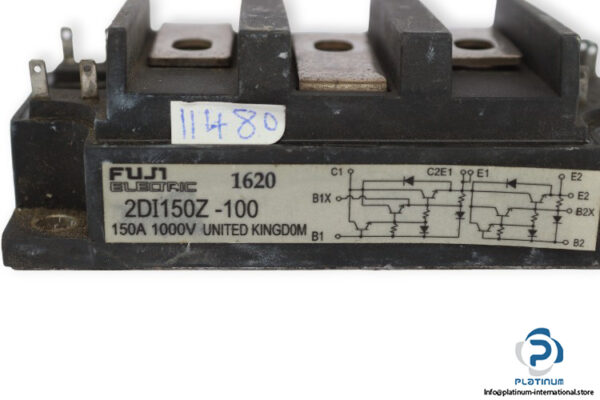 11480
FUJI
ELECTRIC
1620
2DI150Z -100
150A 1000V UNITED KINGDOM
C1 C2E1 E1 E2
B1X E2
B2X
B1 B2
PLATINUM
Info@platinum-international.store